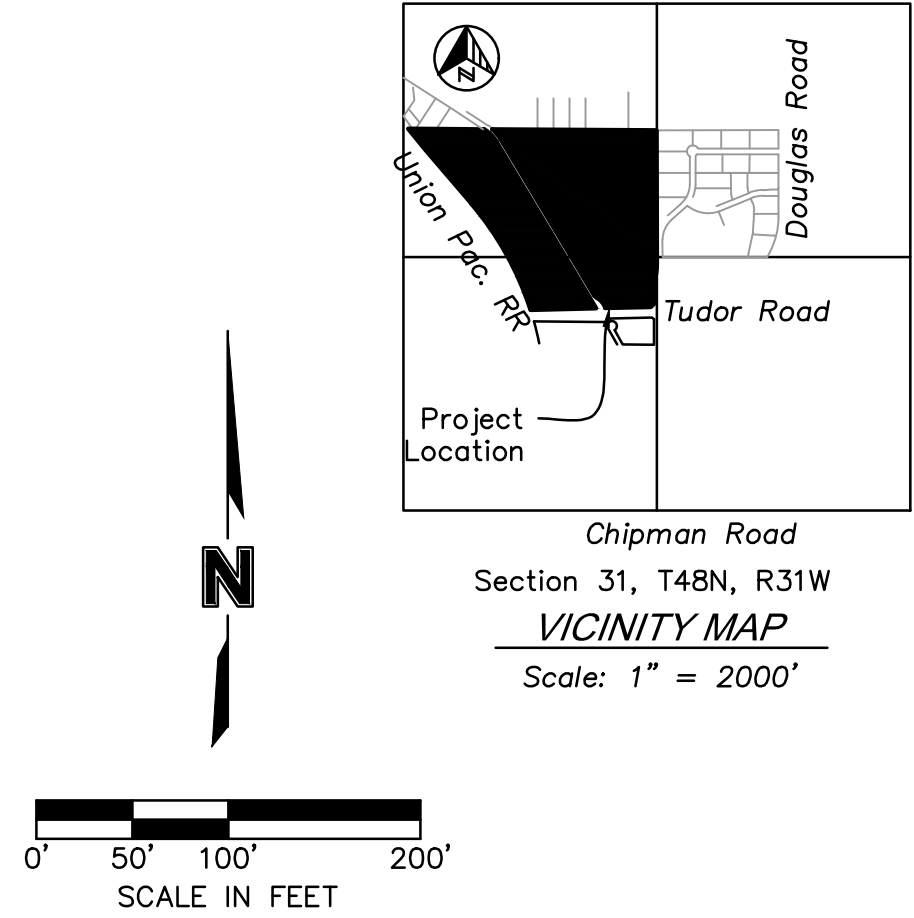 N
Douglas Road
Union Pac. RR
Tudor Road
Project
Location
Chipman Road
Section 31, T48N, R31W
VICINITY MAP
Scale: 1" = 2000'
N
0' 50' 100' 200'
SCALE IN FEET